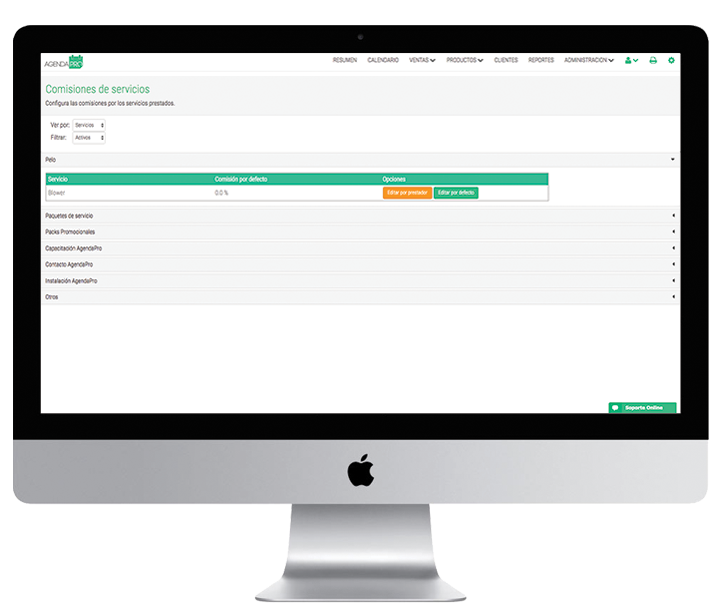 AGENDAPRO
RESUMEN CALENDARIO VENTAS PRODUCTOS CLIENTES REPORTES ADMINISTRACION
Comisiones de servicios
Configura las comisiones por los servicios prestados.
Ver por: Servicios
Filtrar: Activos
Pelo
Servicio Comisión por defecto Opciones
Blower 0.0 % Editar por prestador Editar por defecto
Paquetes de servicio
Packs Promocionales
Capacitación AgendaPro
Contacto AgendaPro
Instalación AgendaPro
Otros
Soporte Online